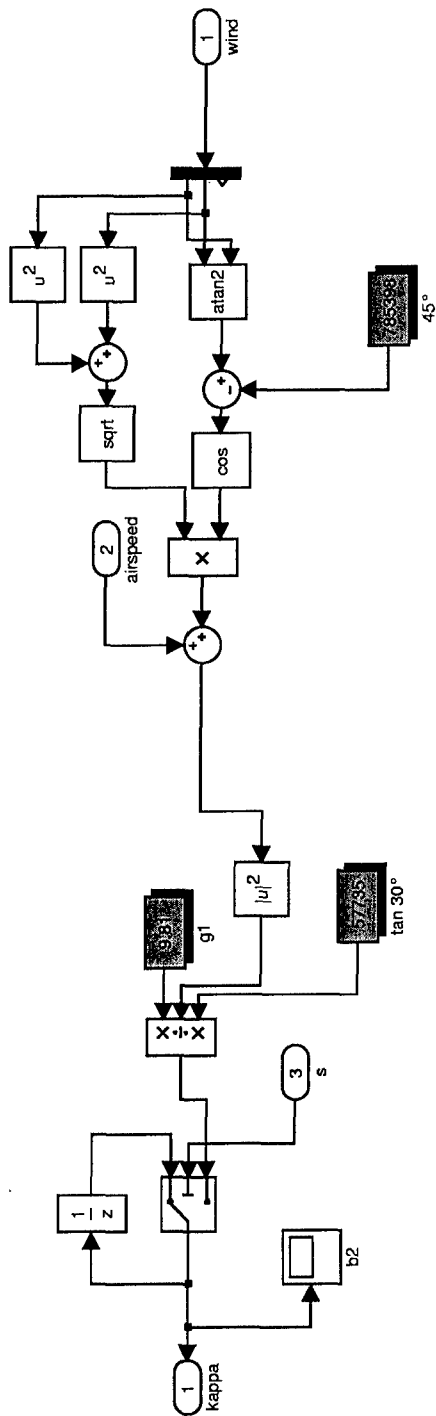 1
wind
u²
u²
atan2
.785398
45°
+ +
- +
sqrt
cos
2
airspeed
×
+ +
|u|²
9.81
g1
.57735
tan 30°
× ÷ ×
3
s
1
z
b2
1
kappa